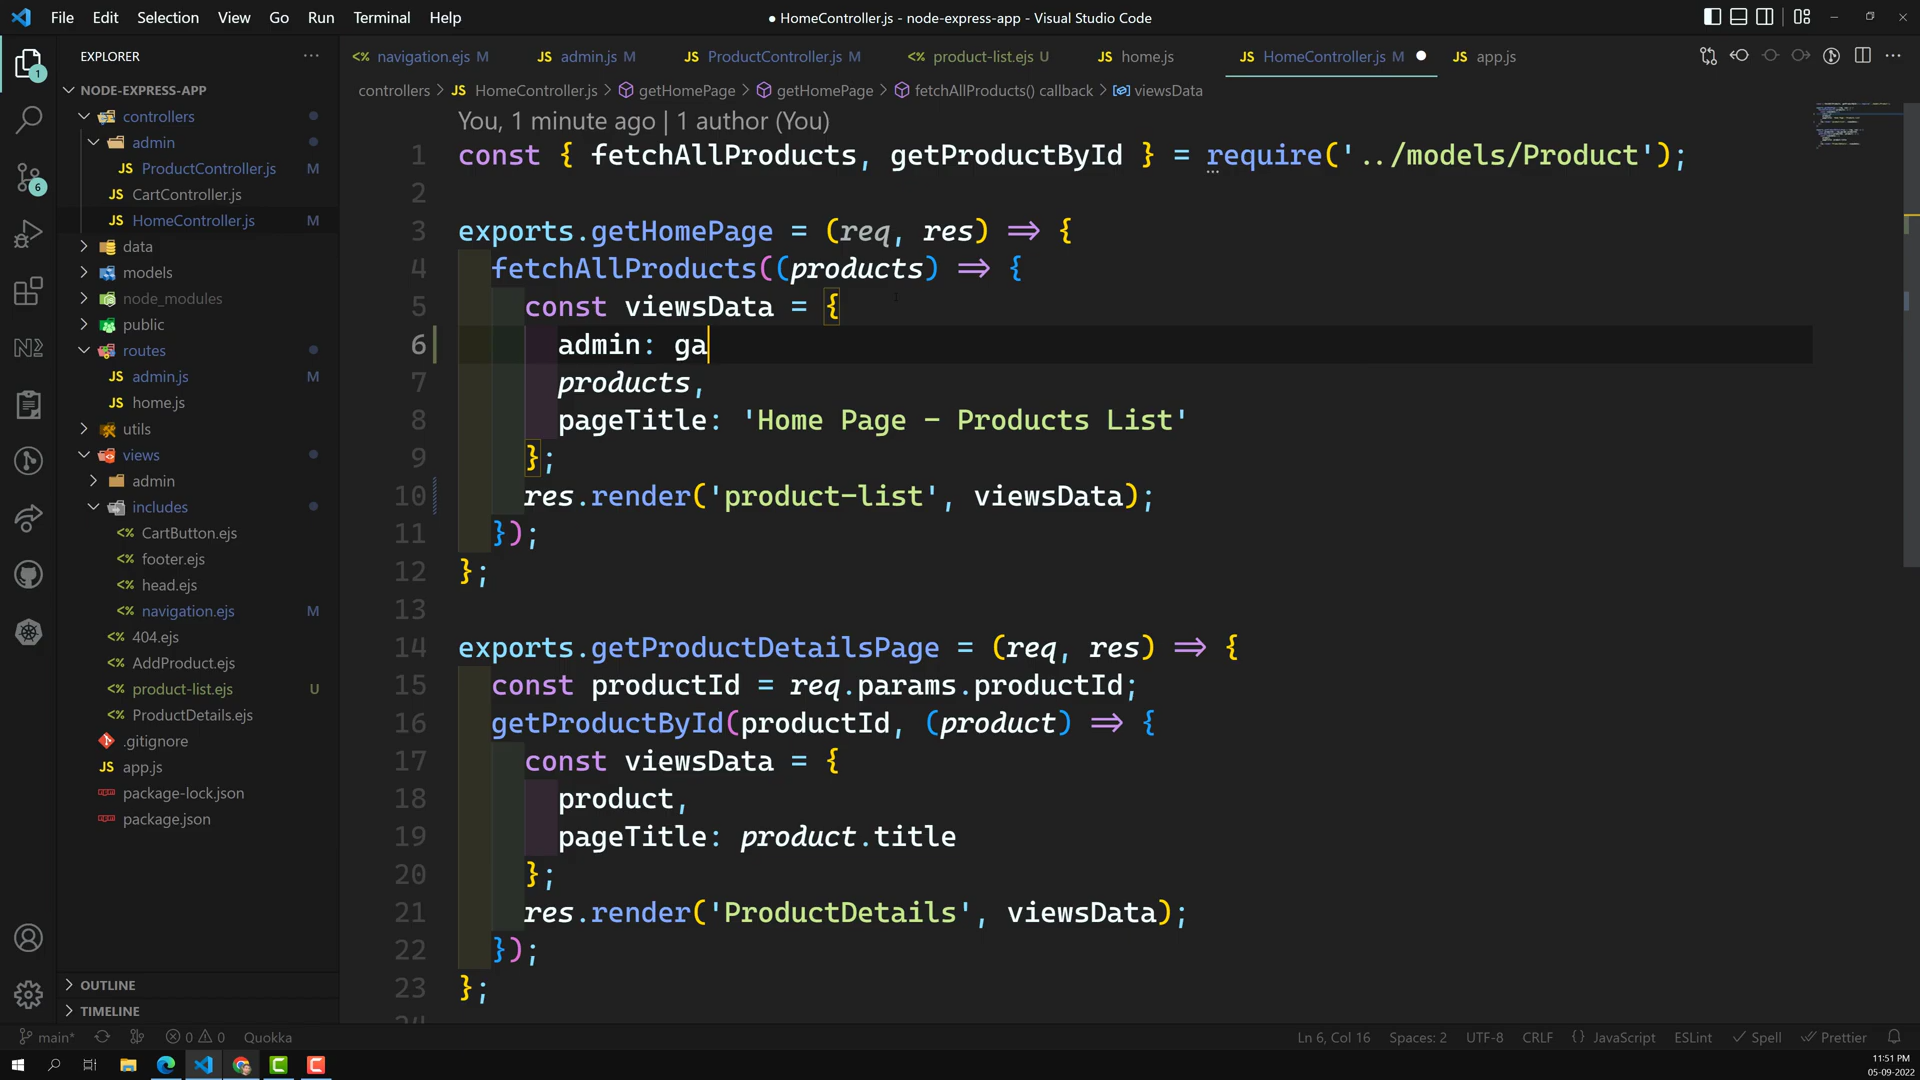 File Edit Selection View Go Run Terminal Help
● HomeController.js - node-express-app - Visual Studio Code
EXPLORER
NODE-EXPRESS-APP
controllers
admin
ProductController.js M
CartController.js
HomeController.js M
data
models
node_modules
public
routes
admin.js M
home.js
utils
views
admin
includes
CartButton.ejs
footer.ejs
head.ejs
navigation.ejs M
404.ejs
AddProduct.ejs
product-list.ejs U
ProductDetails.ejs
.gitignore
app.js
package-lock.json
package.json
OUTLINE
TIMELINE
1
6
navigation.ejs M JS admin.js M JS ProductController.js M product-list.ejs U JS home.js JS HomeController.js M JS app.js
controllers > JS HomeController.js > getHomePage > getHomePage > fetchAllProducts() callback > viewsData
You, 1 minute ago | 1 author (You)
1 const { fetchAllProducts, getProductById } = require('../models/Product');
2
3 exports.getHomePage = (req, res) => {
4 fetchAllProducts((products) => {
5 const viewsData = {
6 admin: ga
7 products,
8 pageTitle: 'Home Page - Products List'
9 };
10 res.render('product-list', viewsData);
11 });
12 };
13
14 exports.getProductDetailsPage = (req, res) => {
15 const productId = req.params.productId;
16 getProductById(productId, (product) => {
17 const viewsData = {
18 product,
19 pageTitle: product.title
20 };
21 res.render('ProductDetails', viewsData);
22 });
23 };
main* 0 0 Quokka
Ln 6, Col 16 Spaces: 2 UTF-8 CRLF {} JavaScript ESLint Spell Prettier
11:51 PM
05-09-2022